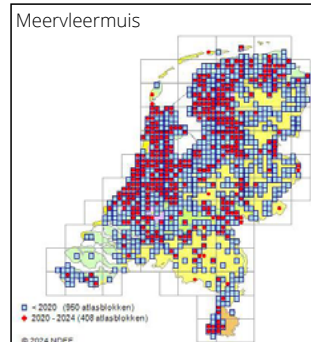 Meervleermuis
< 2020 (950 atlasblokken)
2020 - 2024 (408 atlasblokken)
© 2024 NDFF